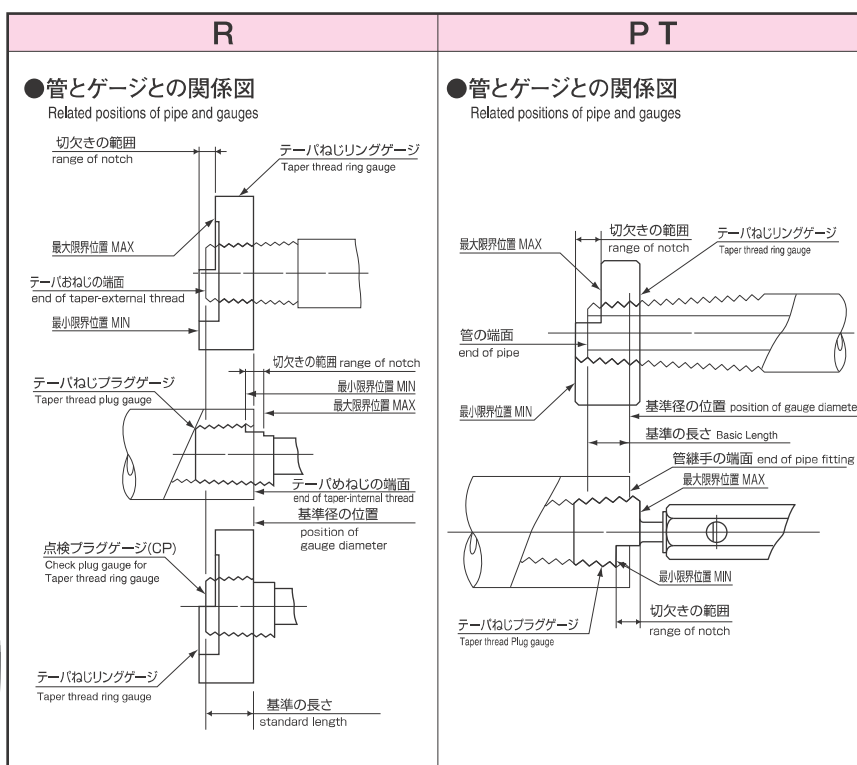 R
PT
●管とゲージとの関係図
Related positions of pipe and gauges
切欠きの範囲
range of notch
テーパねじリングゲージ
Taper thread ring gauge
最大限界位置 MAX
テーパおねじの端面
end of taper-external thread
最小限界位置 MIN
切欠きの範囲 range of notch
テーパねじプラグゲージ
Taper thread plug gauge
最小限界位置 MIN
最大限界位置 MAX
テーパめねじの端面
end of taper-internal thread
基準径の位置
position of
gauge diameter
点検プラグゲージ(CP)
Check plug gauge for
Taper thread ring gauge
テーパねじリングゲージ
Taper thread ring gauge
基準の長さ
standard length
●管とゲージとの関係図
Related positions of pipe and gauges
切欠きの範囲
range of notch
テーパねじリングゲージ
Taper thread ring gauge
最大限界位置 MAX
管の端面
end of pipe
最小限界位置 MIN
基準径の位置 position of gauge diamete
基準の長さ Basic Length
管継手の端面 end of pipe fitting
最大限界位置 MAX
最小限界位置 MIN
テーパねじプラグゲージ
Taper thread Plug gauge
切欠きの範囲
range of notch